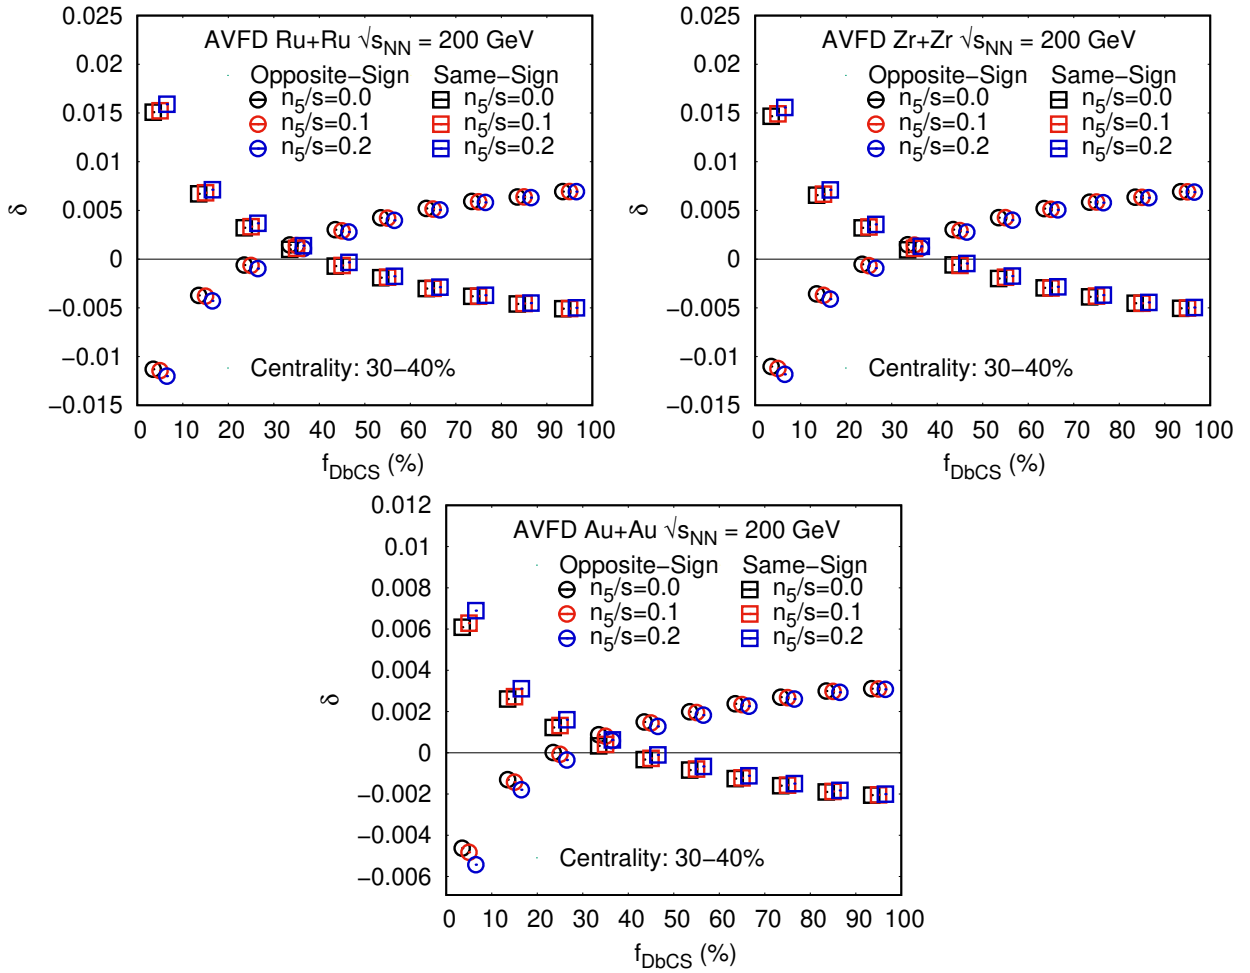 AVFD Ru+Ru √sNN = 200 GeV
Opposite−Sign Same−Sign
n5/s=0.0 n5/s=0.0
n5/s=0.1 n5/s=0.1
n5/s=0.2 n5/s=0.2
Centrality: 30−40%
0.025
0.02
0.015
0.01
0.005
0
−0.005
−0.01
−0.015
δ
0 10 20 30 40 50 60 70 80 90 100
fDbCS (%)
AVFD Zr+Zr √sNN = 200 GeV
Opposite−Sign Same−Sign
n5/s=0.0 n5/s=0.0
n5/s=0.1 n5/s=0.1
n5/s=0.2 n5/s=0.2
Centrality: 30−40%
0.025
0.02
0.015
0.01
0.005
0
−0.005
−0.01
−0.015
δ
0 10 20 30 40 50 60 70 80 90 100
fDbCS (%)
AVFD Au+Au √sNN = 200 GeV
Opposite−Sign Same−Sign
n5/s=0.0 n5/s=0.0
n5/s=0.1 n5/s=0.1
n5/s=0.2 n5/s=0.2
Centrality: 30−40%
0.012
0.01
0.008
0.006
0.004
0.002
0
−0.002
−0.004
−0.006
δ
0 10 20 30 40 50 60 70 80 90 100
fDbCS (%)